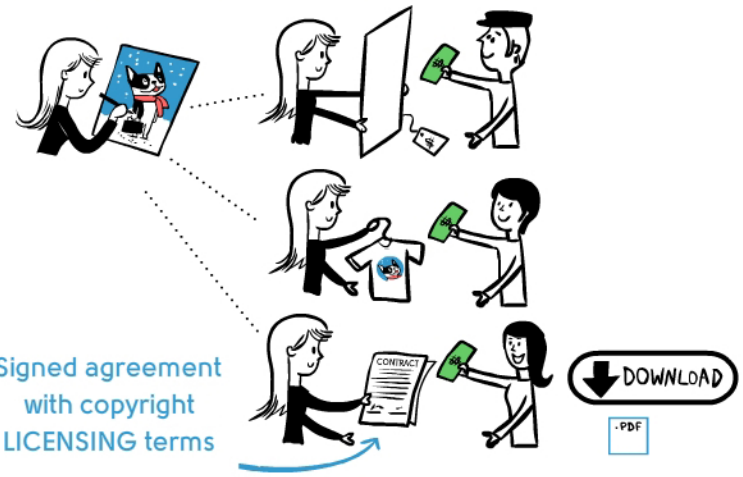 $
$
$
CONTRACT
$
Signed agreement
with copyright
LICENSING terms
DOWNLOAD
.PDF